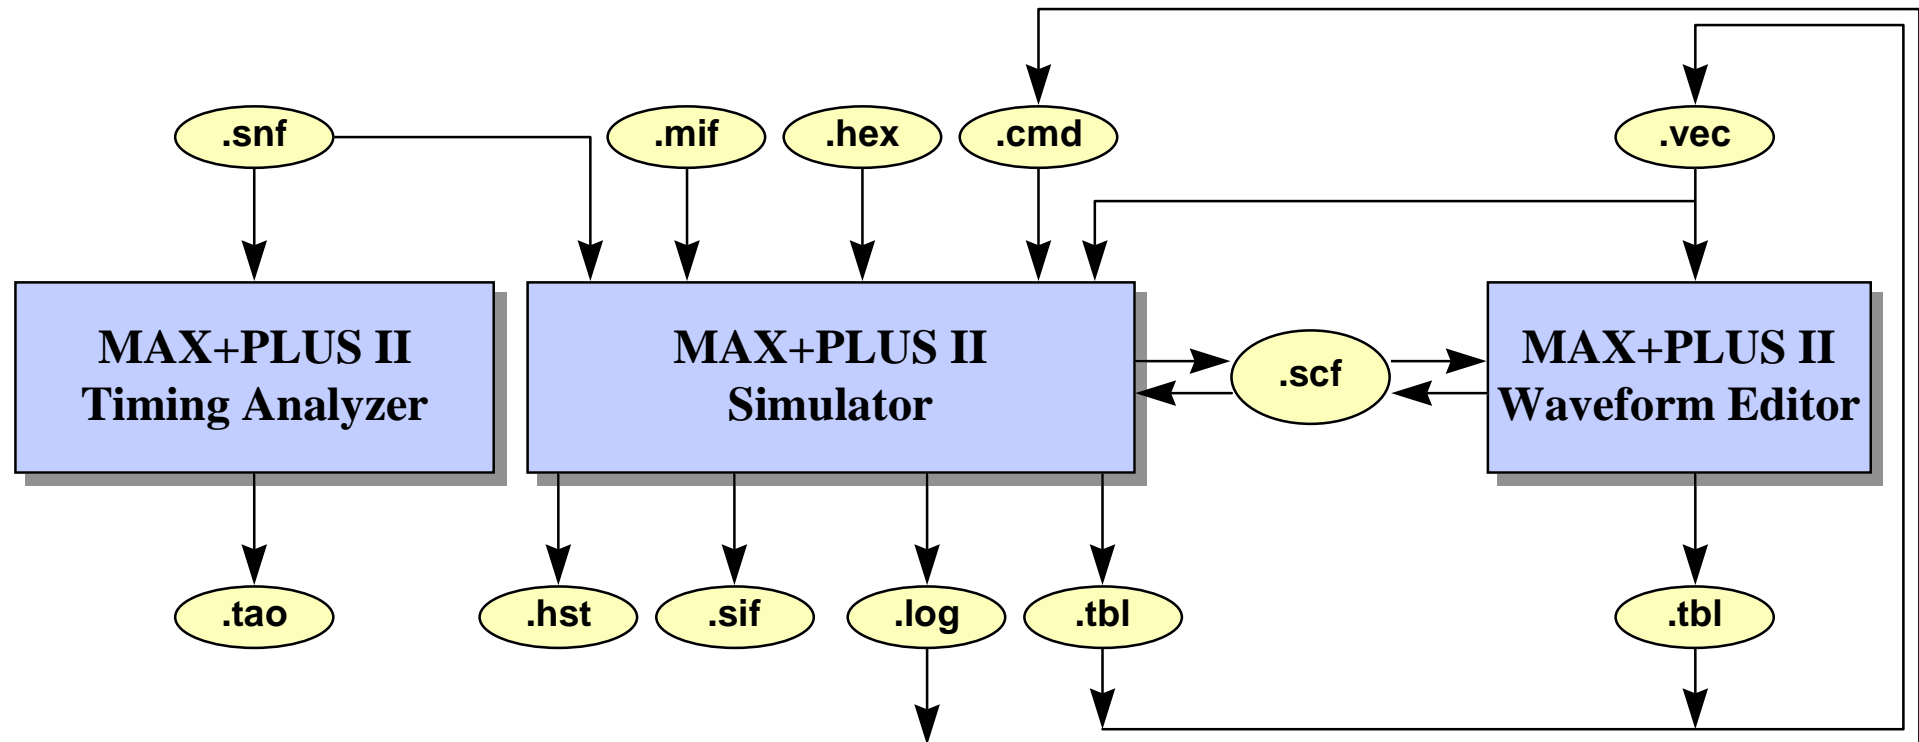 .snf
.mif
.hex
.cmd
.vec
MAX+PLUS II
Timing Analyzer
MAX+PLUS II
Simulator
.scf
MAX+PLUS II
Waveform Editor
.tao
.hst
.sif
.log
.tbl
.tbl